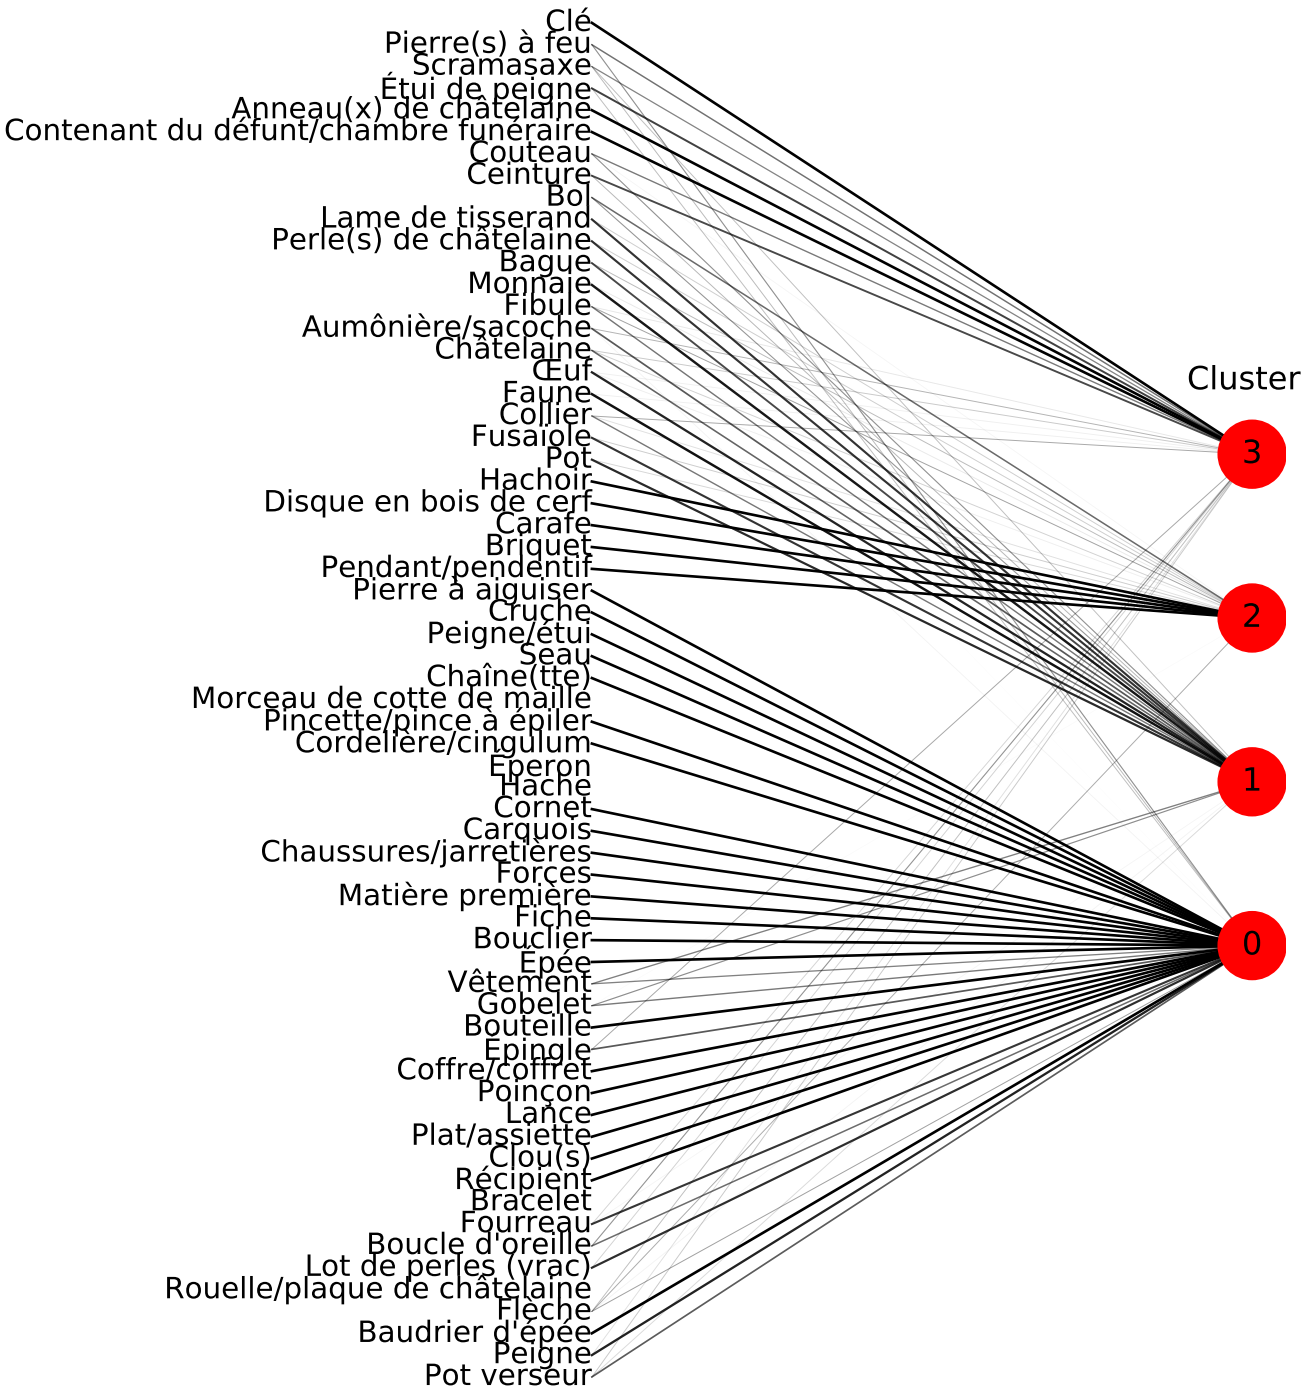 Clé
Pierre(s) à feu
Scramasaxe
Étui de peigne
Anneau(x) de châtelaine
Contenant du défunt/chambre funéraire
Couteau
Ceinture
Bol
Lame de tisserand
Perle(s) de châtelaine
Bague
Monnaie
Fibule
Aumônière/sacoche
Châtelaine
Œuf
Faune
Collier
Fusaïole
Pot
Hachoir
Disque en bois de cerf
Carafe
Briquet
Pendant/pendentif
Pierre à aiguiser
Cruche
Peigne/étui
Seau
Chaîne(tte)
Morceau de cotte de maille
Pincette/pince à épiler
Cordelière/cingulum
Éperon
Hache
Cornet
Carquois
Chaussures/jarretières
Forces
Matière première
Fiche
Bouclier
Épée
Vêtement
Gobelet
Bouteille
Épingle
Coffre/coffret
Poinçon
Lance
Plat/assiette
Clou(s)
Récipient
Bracelet
Fourreau
Boucle d'oreille
Lot de perles (vrac)
Rouelle/plaque de châtelaine
Flèche
Baudrier d'épée
Peigne
Pot verseur
Cluster
3
2
1
0